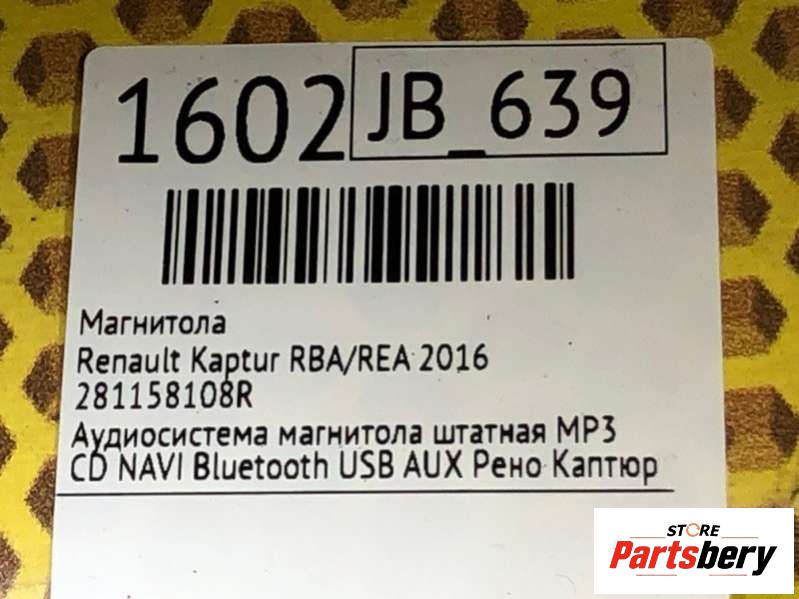 1602 JB_639
Магнитола
Renault Kaptur RBA/REA 2016
281158108R
Аудиосистема магнитола штатная MP3
CD NAVI Bluetooth USB AUX Рено Каптюр
STORE
Partsbery